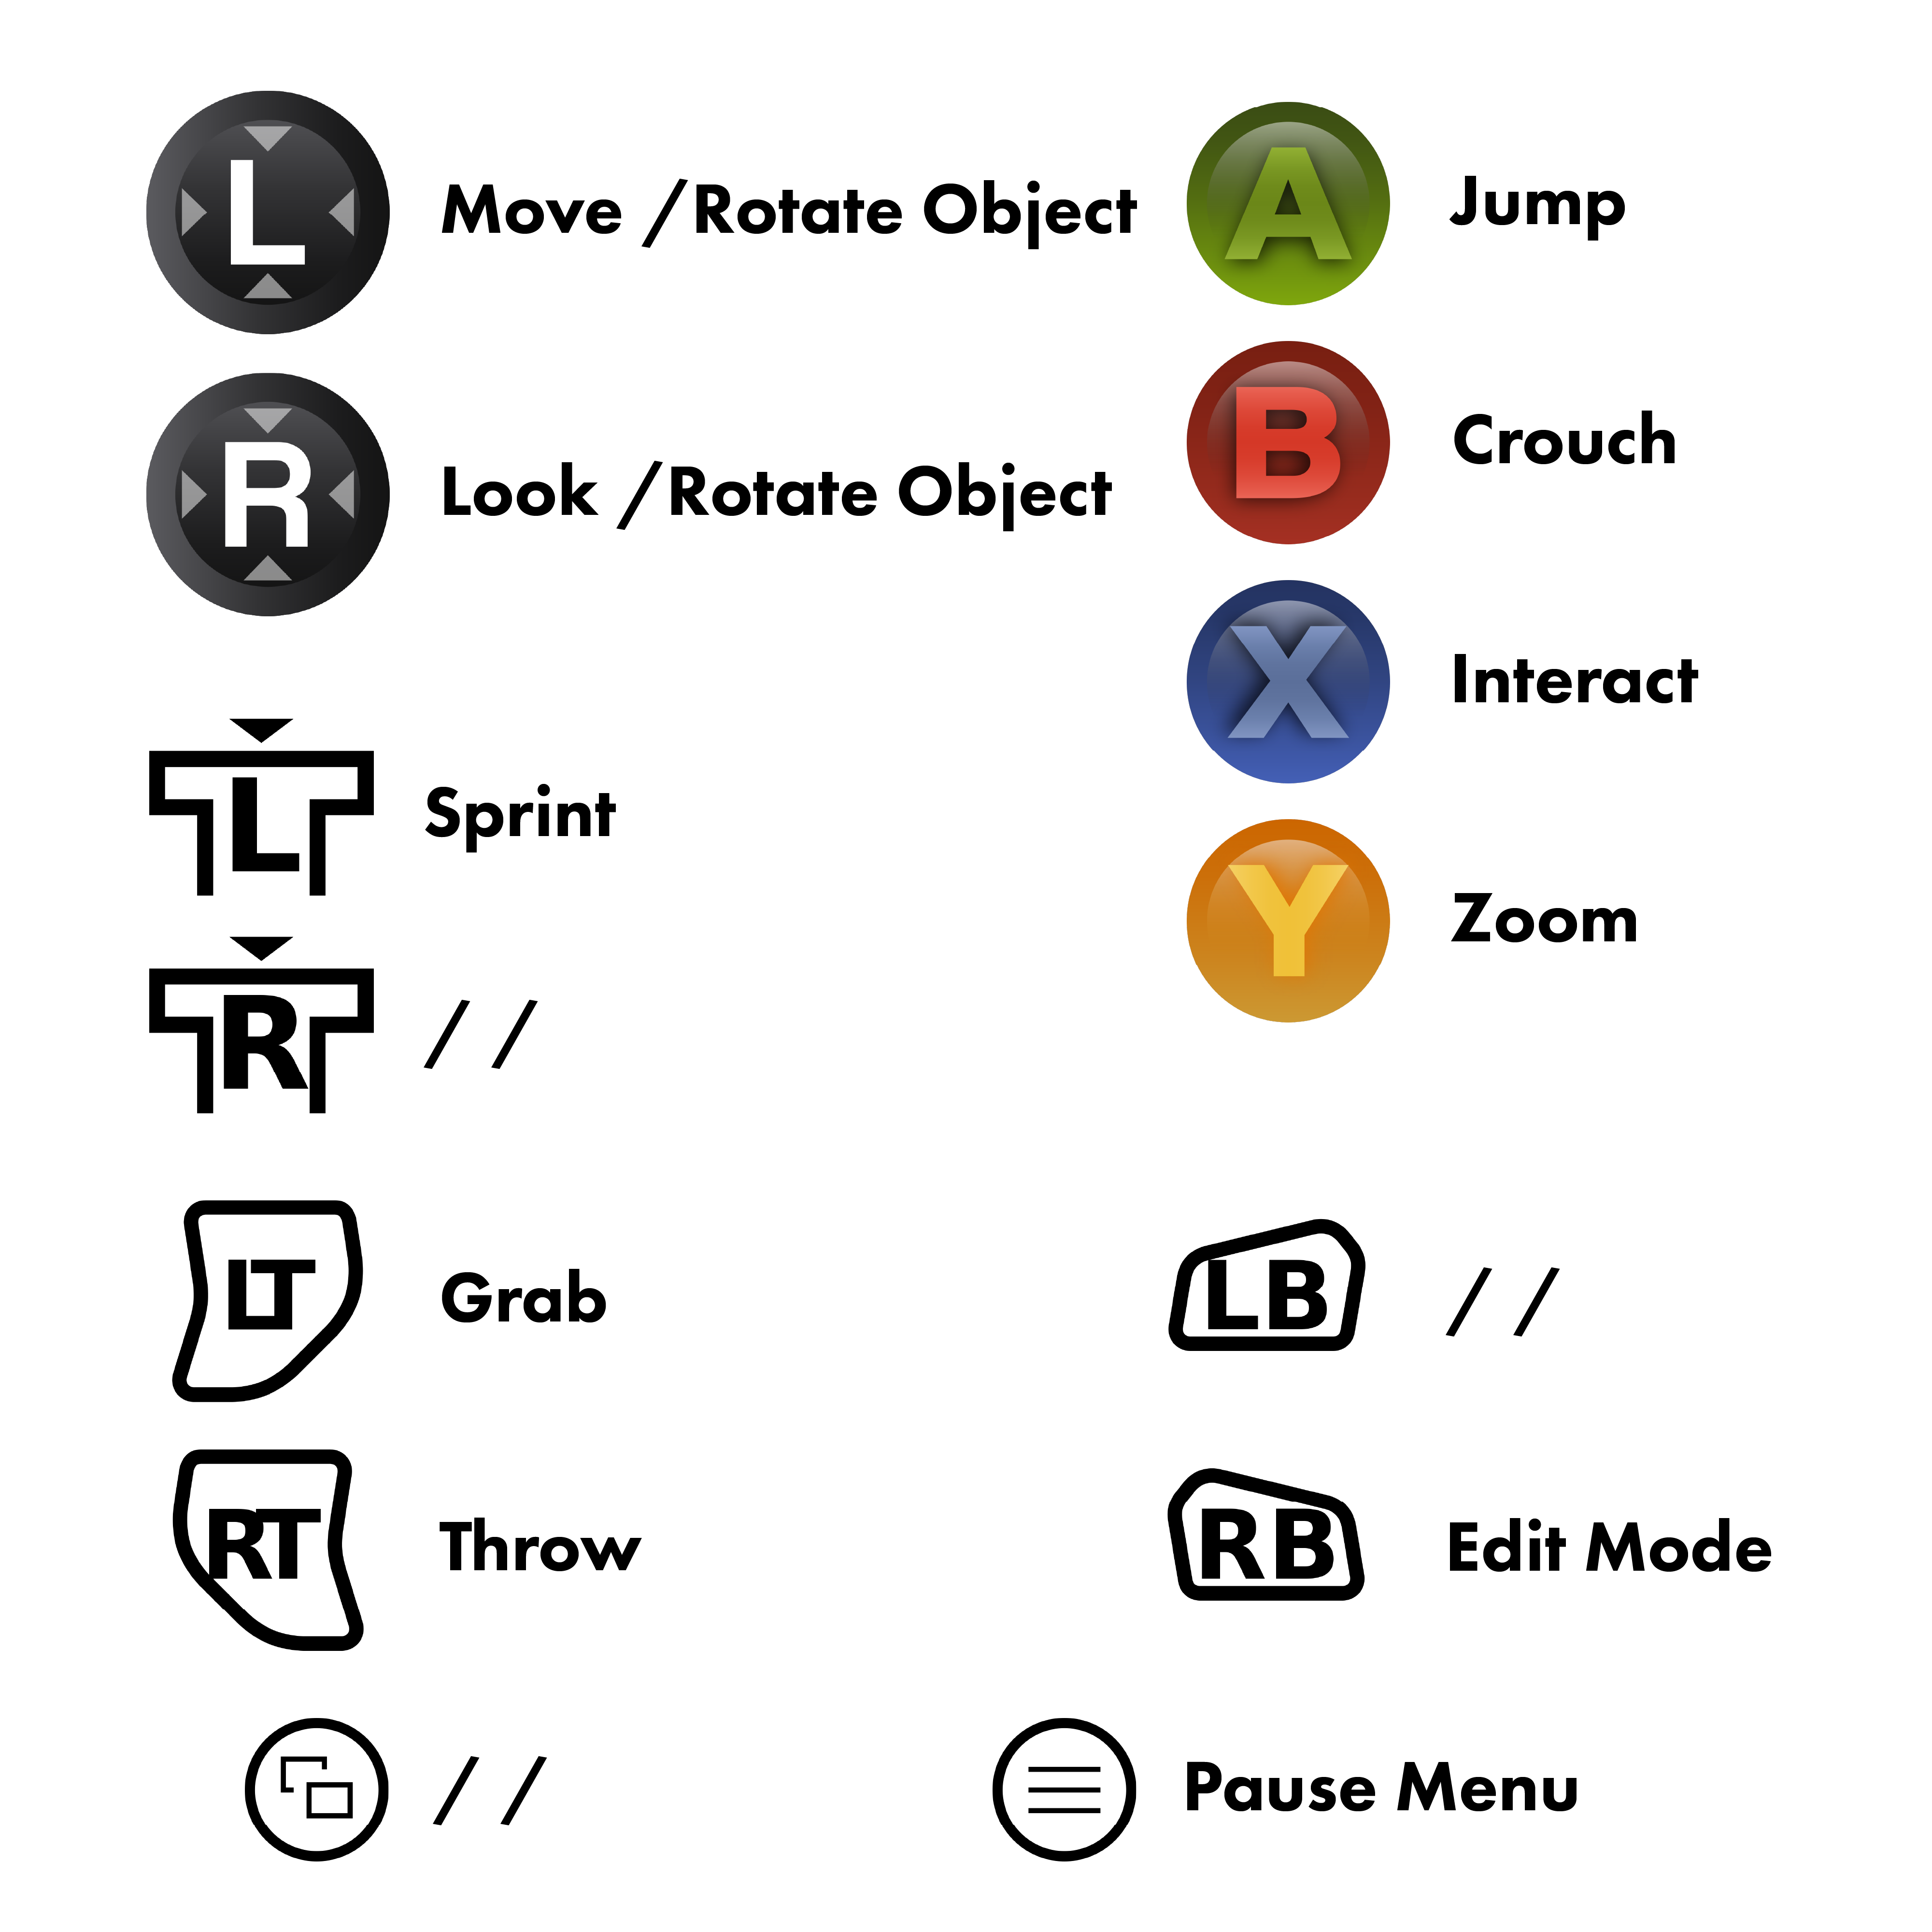 L Move /Rotate Object
A Jump
R Look /Rotate Object
B Crouch
X Interact
L Sprint
Y Zoom
R / /
LT Grab
LB / /
RT Throw
RB Edit Mode
/ /
Pause Menu